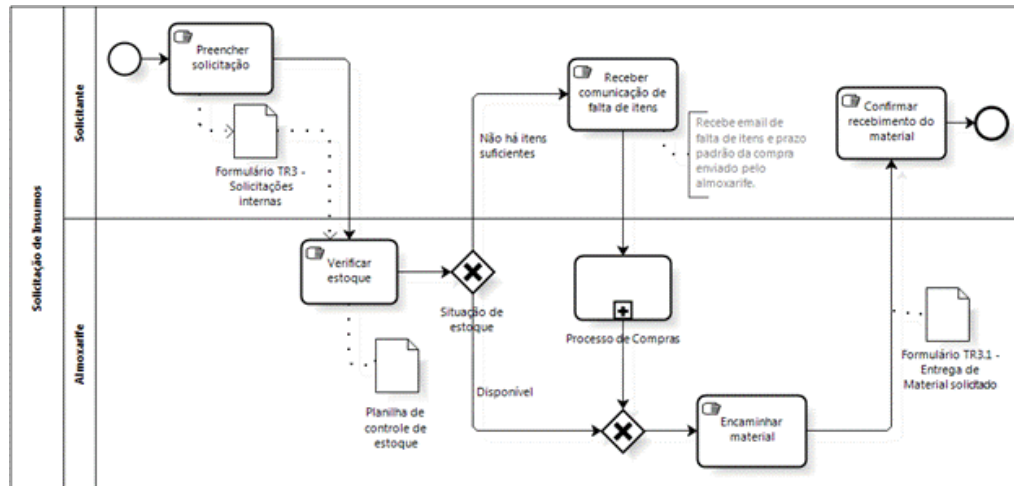 Solicitação de Insumos
Solicitante
Preencher
solicitação
Formulário TR3 -
Solicitações
internas
Não há itens
suficientes
Receber
comunicação de
falta de itens
Recebe email de
falta de itens e prazo
padrão da compra
enviado pelo
almoxarife.
Confirmar
recebimento do
material
Almoxarife
Verificar
estoque
Planilha de
controle de
estoque
Situação de
estoque
Disponível
Processo de Compras
Encaminhar
material
Formulário TR3.1 -
Entrega de
Material solicitado